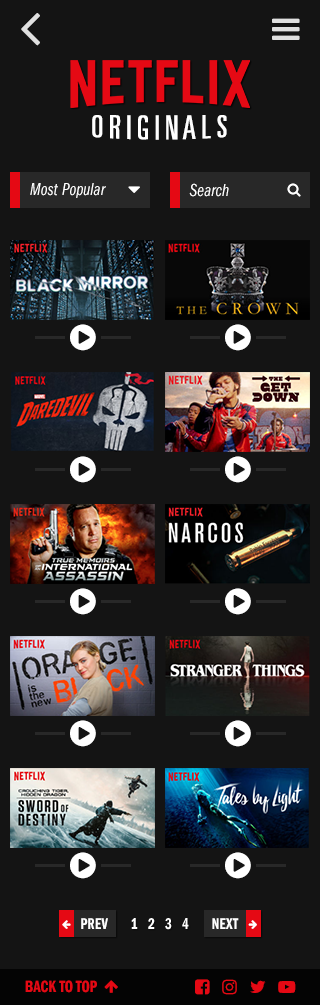 NETFLIX
ORIGINALS
Most Popular
Search
NETFLIX
BLACK MIRROR
NETFLIX
THE CROWN
NETFLIX
MARVEL
DAREDEVIL
NETFLIX
THE
GET
DOWN
NETFLIX
TRUE MEMOIRS
OF AN INTERNATIONAL
ASSASSIN
NETFLIX
NARCOS
NETFLIX
ORANGE
is the new
BLACK
NETFLIX
STRANGER THINGS
NETFLIX
CROUCHING TIGER,
HIDDEN DRAGON
SWORD OF
DESTINY
NETFLIX
Tales by Light
PREV 1 2 3 4 NEXT
BACK TO TOP